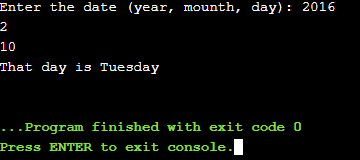 Enter the date (year, mounth, day): 2016
2
10
That day is Tuesday
...Program finished with exit code 0
Press ENTER to exit console.